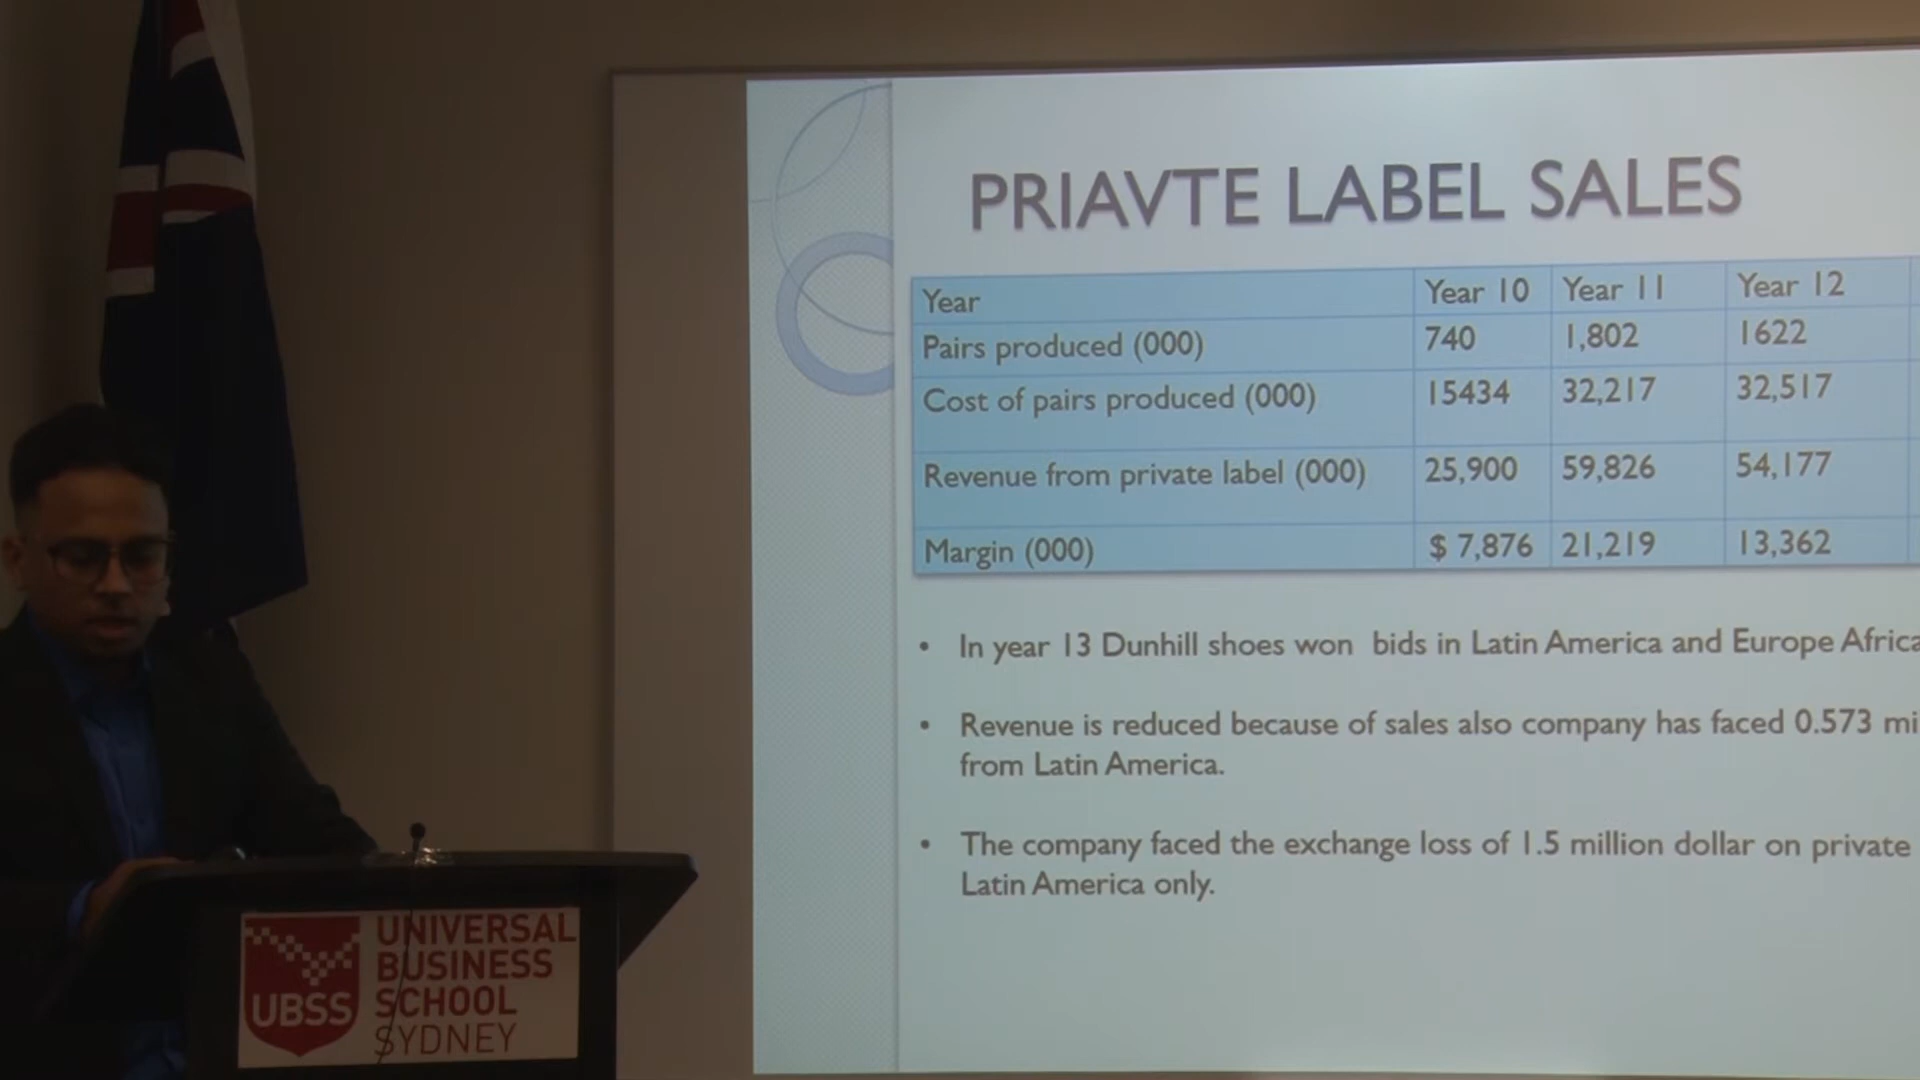 PRIAVTE LABEL SALES
Year Year 10 Year 11 Year 12
Pairs produced (000) 740 1,802 1622
Cost of pairs produced (000) 15434 32,217 32,517
Revenue from private label (000) 25,900 59,826 54,177
Margin (000) $ 7,876 21,219 13,362
• In year 13 Dunhill shoes won bids in Latin America and Europe Africa
• Revenue is reduced because of sales also company has faced 0.573 mi
from Latin America.
• The company faced the exchange loss of 1.5 million dollar on private
Latin America only.
UBSS
UNIVERSAL
BUSINESS
SCHOOL
SYDNEY